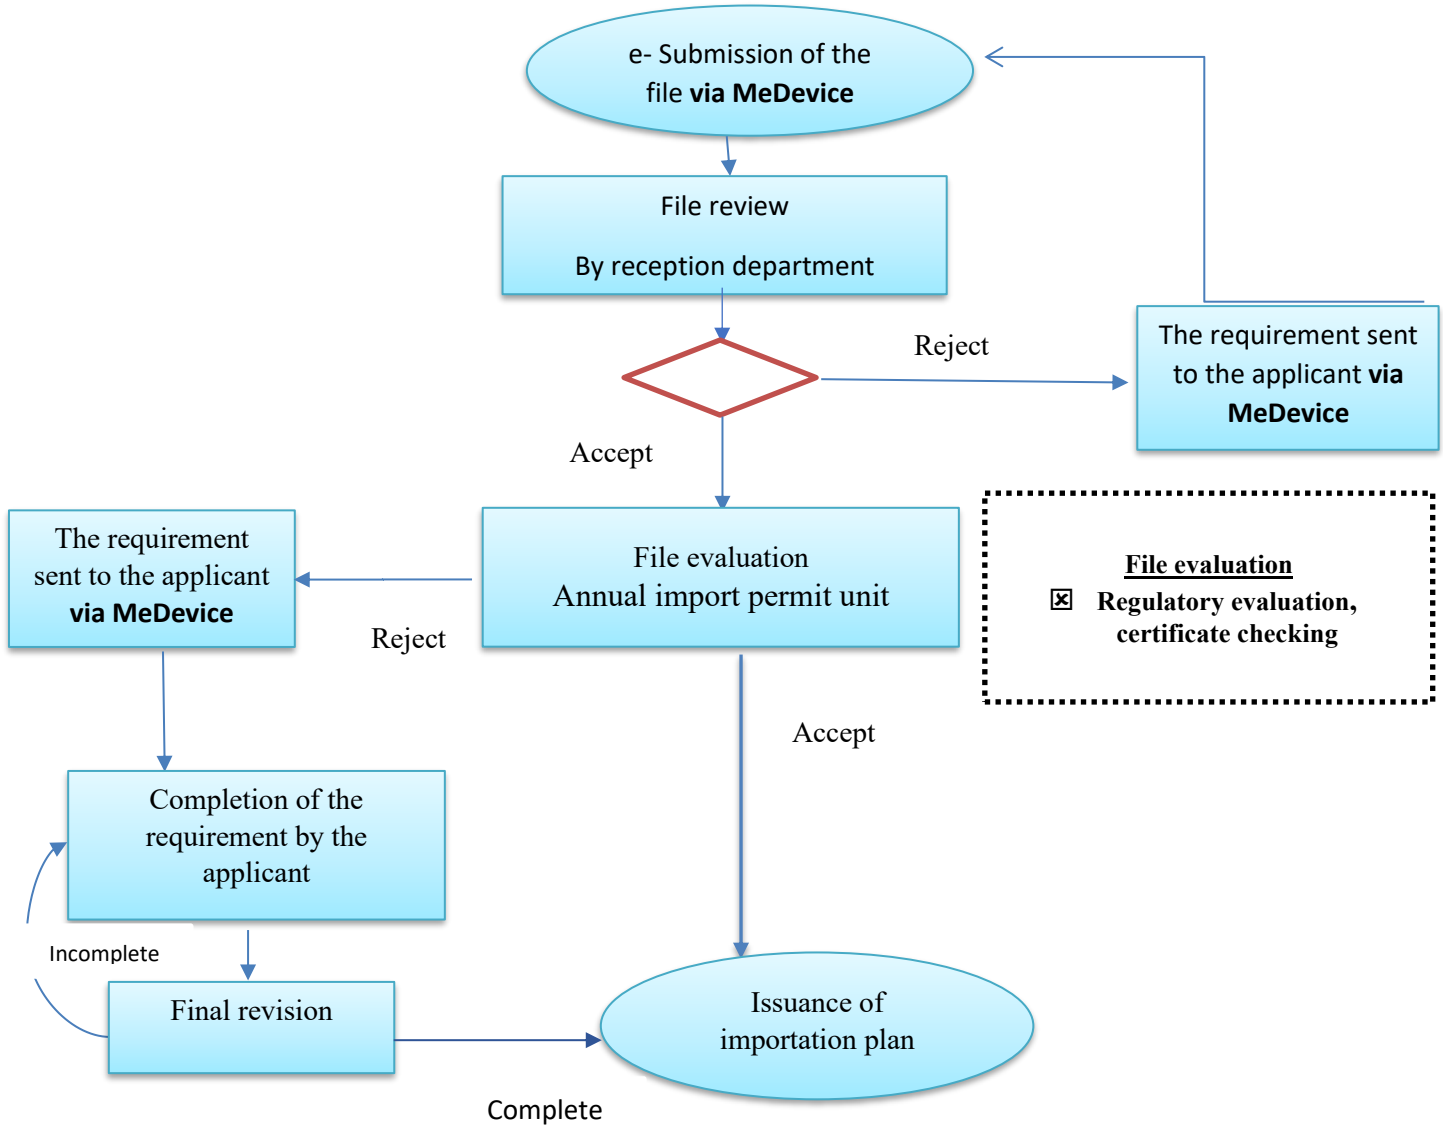 e- Submission of the
file via MeDevice
File review
By reception department
Reject
The requirement sent
to the applicant via
MeDevice
Accept
The requirement
sent to the applicant
via MeDevice
File evaluation
Annual import permit unit
File evaluation
☒ Regulatory evaluation,
certificate checking
Reject
Accept
Completion of the
requirement by the
applicant
Incomplete
Final revision
Issuance of
importation plan
Complete